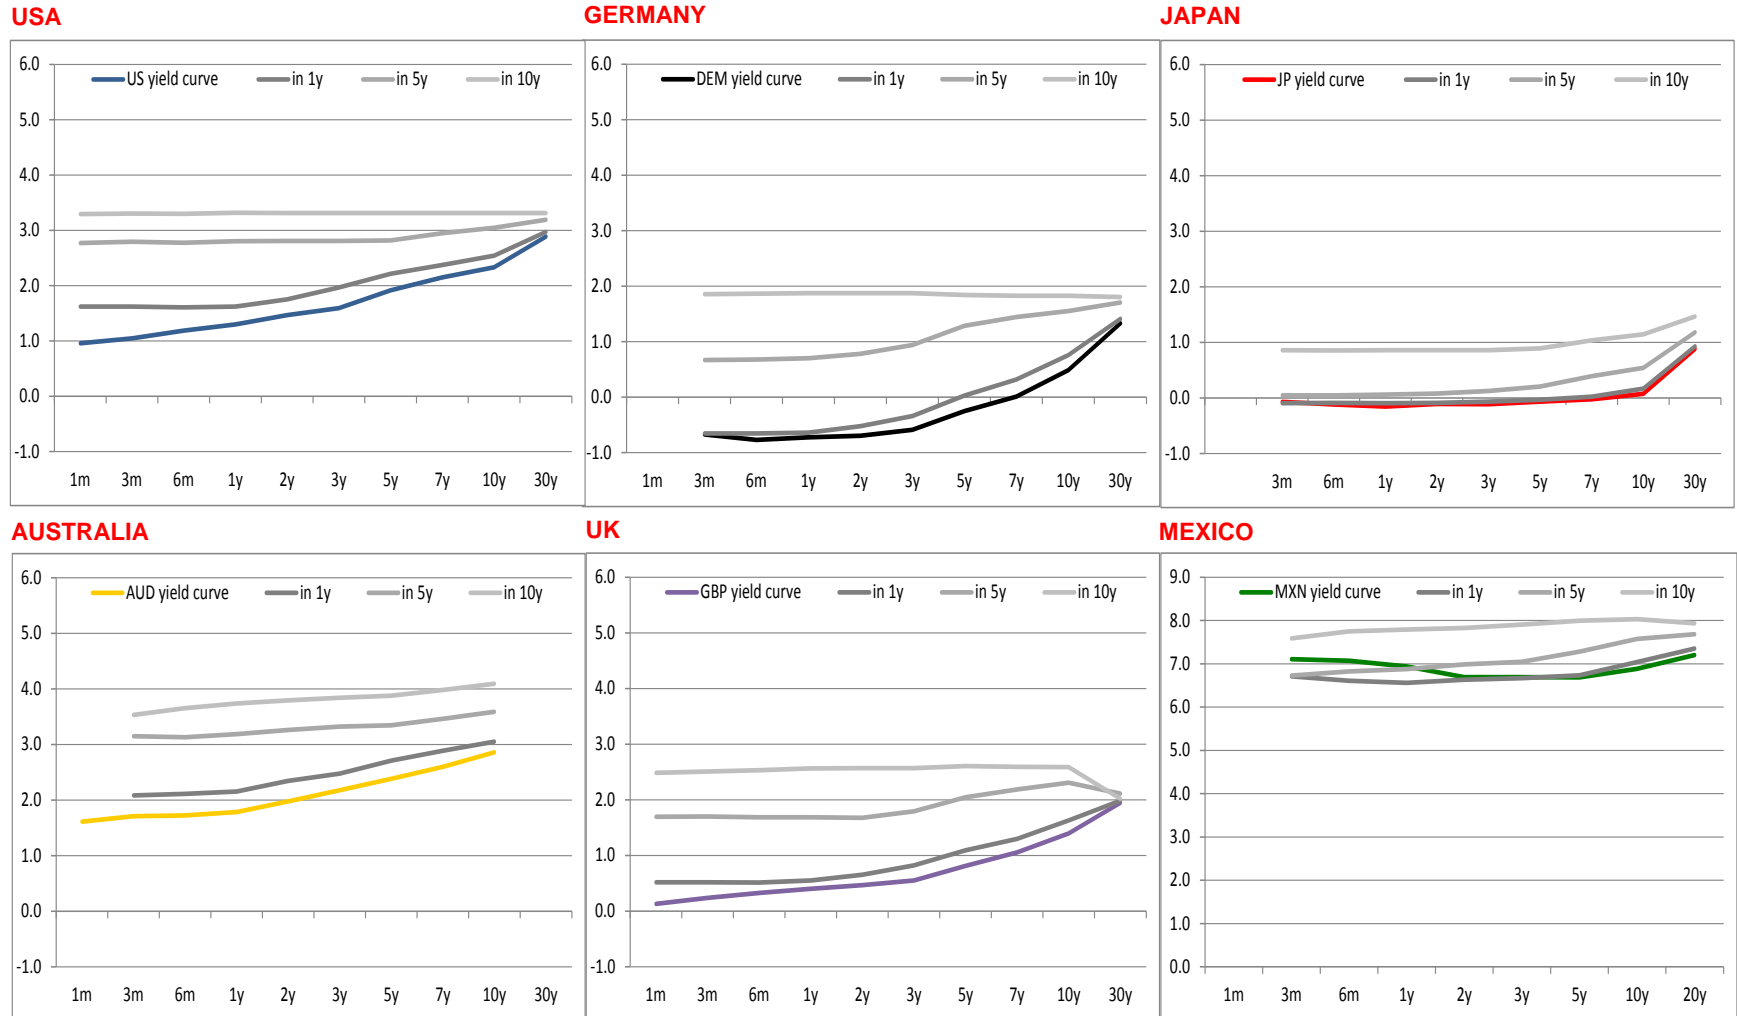 USA
GERMANY
JAPAN
US yield curve in 1y in 5y in 10y
6.0
5.0
4.0
3.0
2.0
1.0
0.0
-1.0
1m 3m 6m 1y 2y 3y 5y 7y 10y 30y
DEM yield curve in 1y in 5y in 10y
6.0
5.0
4.0
3.0
2.0
1.0
0.0
-1.0
1m 3m 6m 1y 2y 3y 5y 7y 10y 30y
JP yield curve in 1y in 5y in 10y
6.0
5.0
4.0
3.0
2.0
1.0
0.0
-1.0
3m 6m 1y 2y 3y 5y 7y 10y 30y
AUSTRALIA
UK
MEXICO
AUD yield curve in 1y in 5y in 10y
6.0
5.0
4.0
3.0
2.0
1.0
0.0
-1.0
1m 3m 6m 1y 2y 3y 5y 7y 10y 30y
GBP yield curve in 1y in 5y in 10y
6.0
5.0
4.0
3.0
2.0
1.0
0.0
-1.0
1m 3m 6m 1y 2y 3y 5y 7y 10y 30y
MXN yield curve in 1y in 5y in 10y
9.0
8.0
7.0
6.0
5.0
4.0
3.0
2.0
1.0
0.0
1m 3m 6m 1y 2y 3y 5y 10y 20y